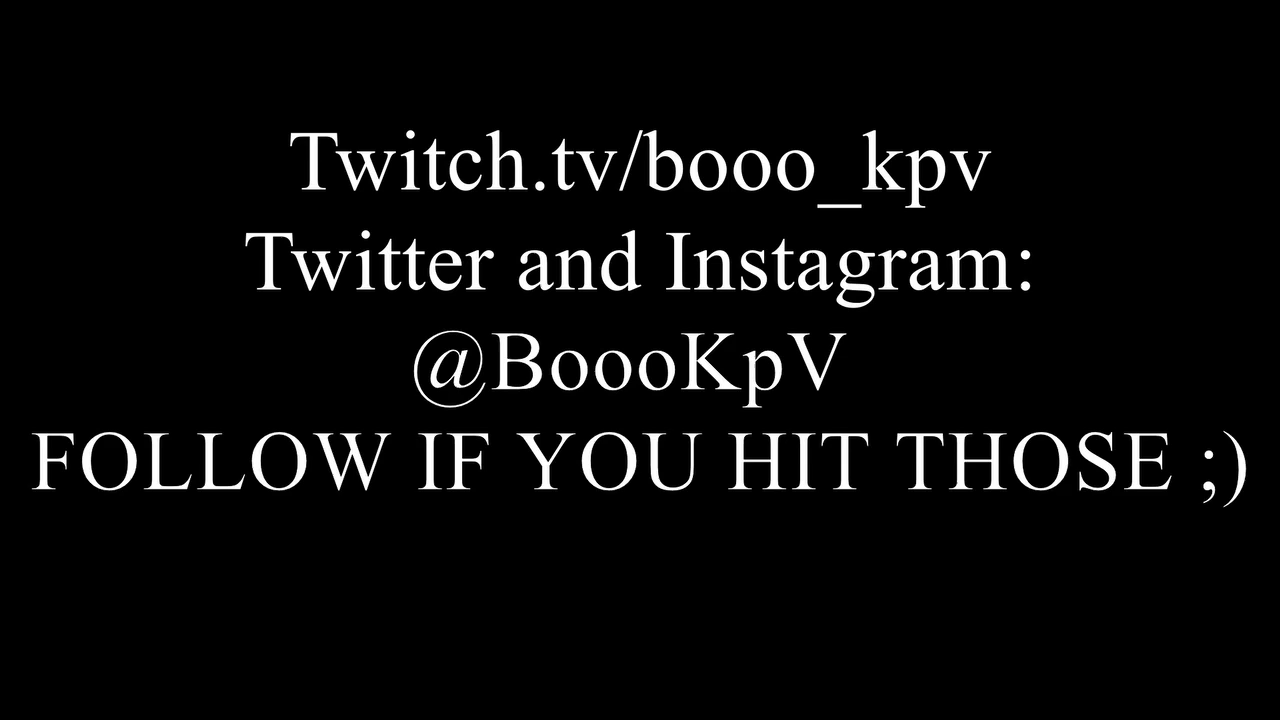 Twitch.tv/booo_kpv
Twitter and Instagram:
@BoooKpV
FOLLOW IF YOU HIT THOSE ;)